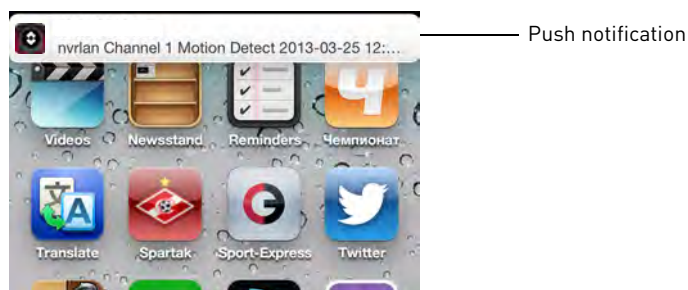 nvrlan Channel 1 Motion Detect 2013-03-25 12:...
Push notification
Videos Newsstand Reminders Чемпионат
文 A
Translate Spartak Sport-Express Twitter